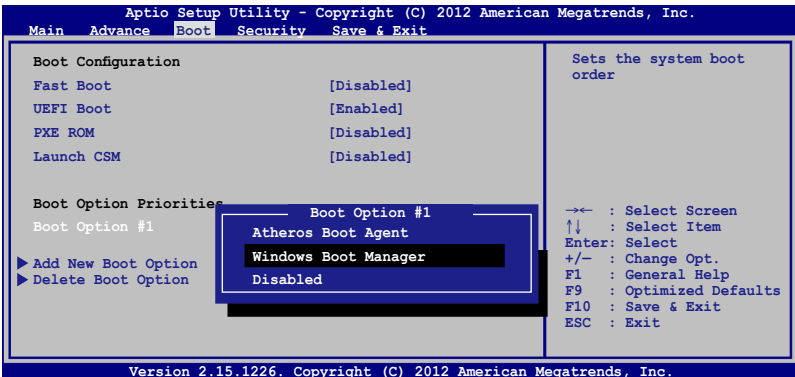 Aptio Setup Utility - Copyright (C) 2012 American Megatrends, Inc.
Main Advance Boot Security Save & Exit
Boot Configuration
Fast Boot [Disabled]
UEFI Boot [Enabled]
PXE ROM [Disabled]
Launch CSM [Disabled]
Boot Option Priorities
Boot Option #1
Add New Boot Option
Delete Boot Option
Boot Option #1
Atheros Boot Agent
Windows Boot Manager
Disabled
Sets the system boot
order
→← : Select Screen
↑↓ : Select Item
Enter: Select
+/— : Change Opt.
F1 : General Help
F9 : Optimized Defaults
F10 : Save & Exit
ESC : Exit
Version 2.15.1226. Copyright (C) 2012 American Megatrends, Inc.